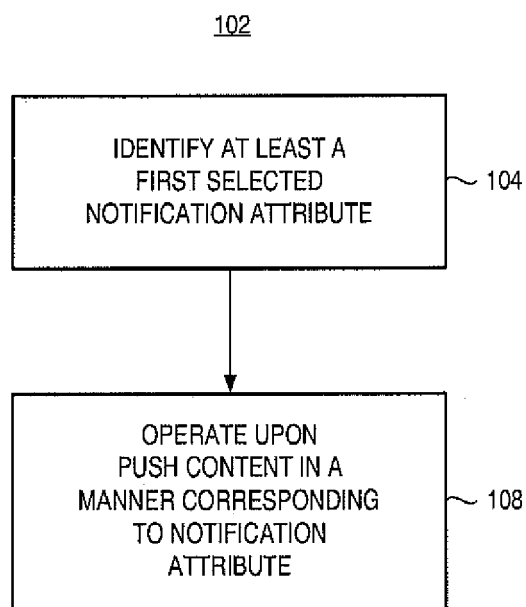 102
IDENTIFY AT LEAST A
FIRST SELECTED
NOTIFICATION ATTRIBUTE
104
OPERATE UPON
PUSH CONTENT IN A
MANNER CORRESPONDING
TO NOTIFICATION
ATTRIBUTE
108